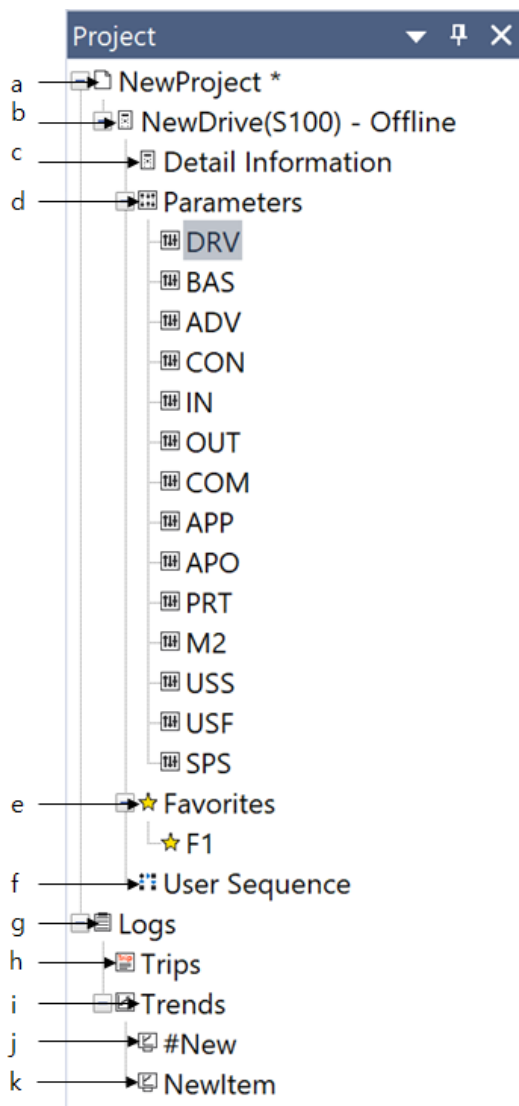 Project
a NewProject *
b NewDrive(S100) - Offline
c Detail Information
d Parameters
DRV
BAS
ADV
CON
IN
OUT
COM
APP
APO
PRT
M2
USS
USF
SPS
e Favorites
F1
f User Sequence
g Logs
h Trips
i Trends
j #New
k NewItem